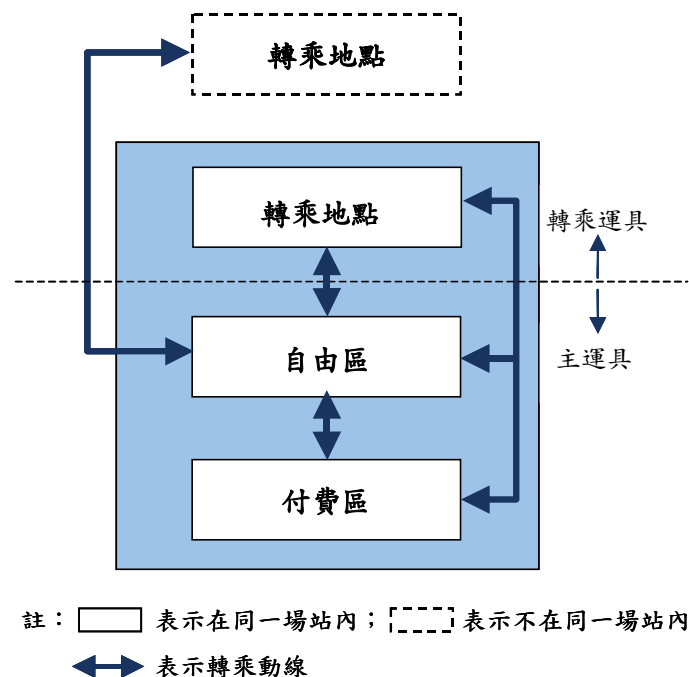 轉乘地點
轉乘地點
轉乘運具
自由區
主運具
付費區
註：表示在同一場站內；表示不在同一場站內
表示轉乘動線